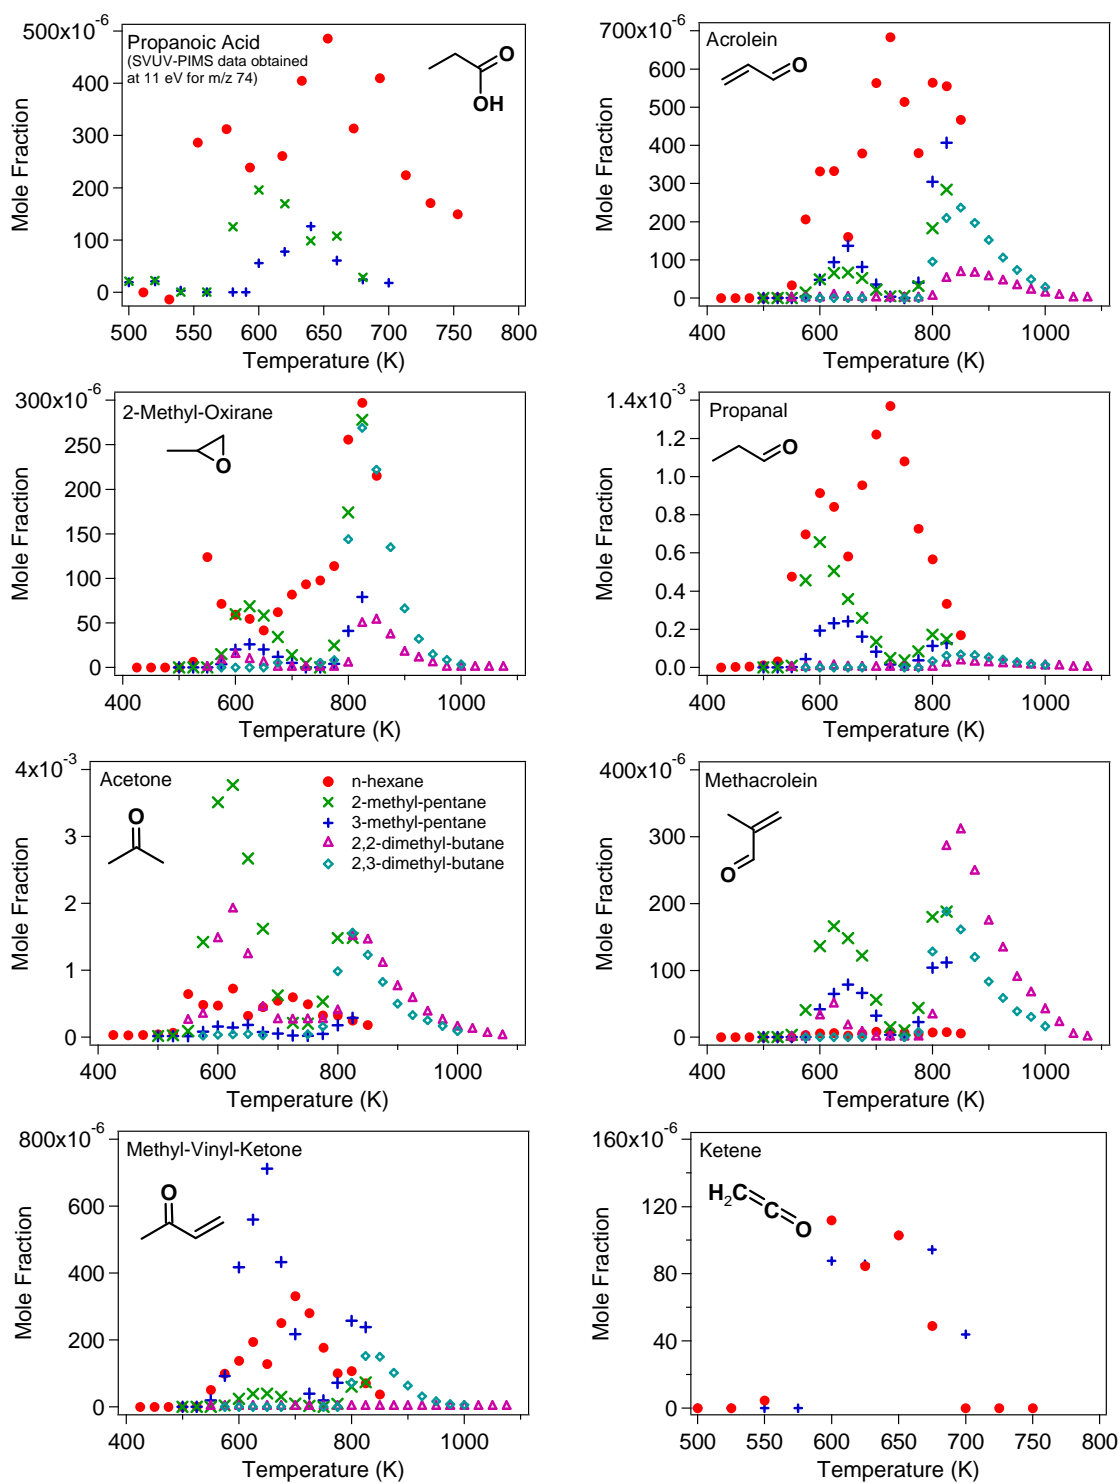 500x10^-6
400
300
200
100
0
Mole Fraction
Propanoic Acid
(SVUV-PIMS data obtained
at 11 eV for m/z 74)
O
OH
500
600
650
700
750
800
Temperature (K)
700x10^-6
600
500
400
300
200
100
0
Mole Fraction
Acrolein
O
400
600
800
1000
Temperature (K)
300x10^-6
250
200
150
100
50
0
Mole Fraction
2-Methyl-Oxirane
O
400
600
800
1000
Temperature (K)
1.4x10^-3
1.2
1.0
0.8
0.6
0.4
0.2
0.0
Mole Fraction
Propanal
O
400
600
800
1000
Temperature (K)
4x10^-3
3
2
1
0
Mole Fraction
Acetone
O
n-hexane
2-methyl-pentane
3-methyl-pentane
2,2-dimethyl-butane
2,3-dimethyl-butane
400
600
800
1000
Temperature (K)
400x10^-6
300
200
100
0
Mole Fraction
Methacrolein
O
400
600
800
1000
Temperature (K)
800x10^-6
600
400
200
0
Mole Fraction
Methyl-Vinyl-Ketone
O
400
600
800
1000
Temperature (K)
160x10^-6
120
80
40
0
Mole Fraction
Ketene
H2C
C
O
500
550
600
650
700
750
800
Temperature (K)